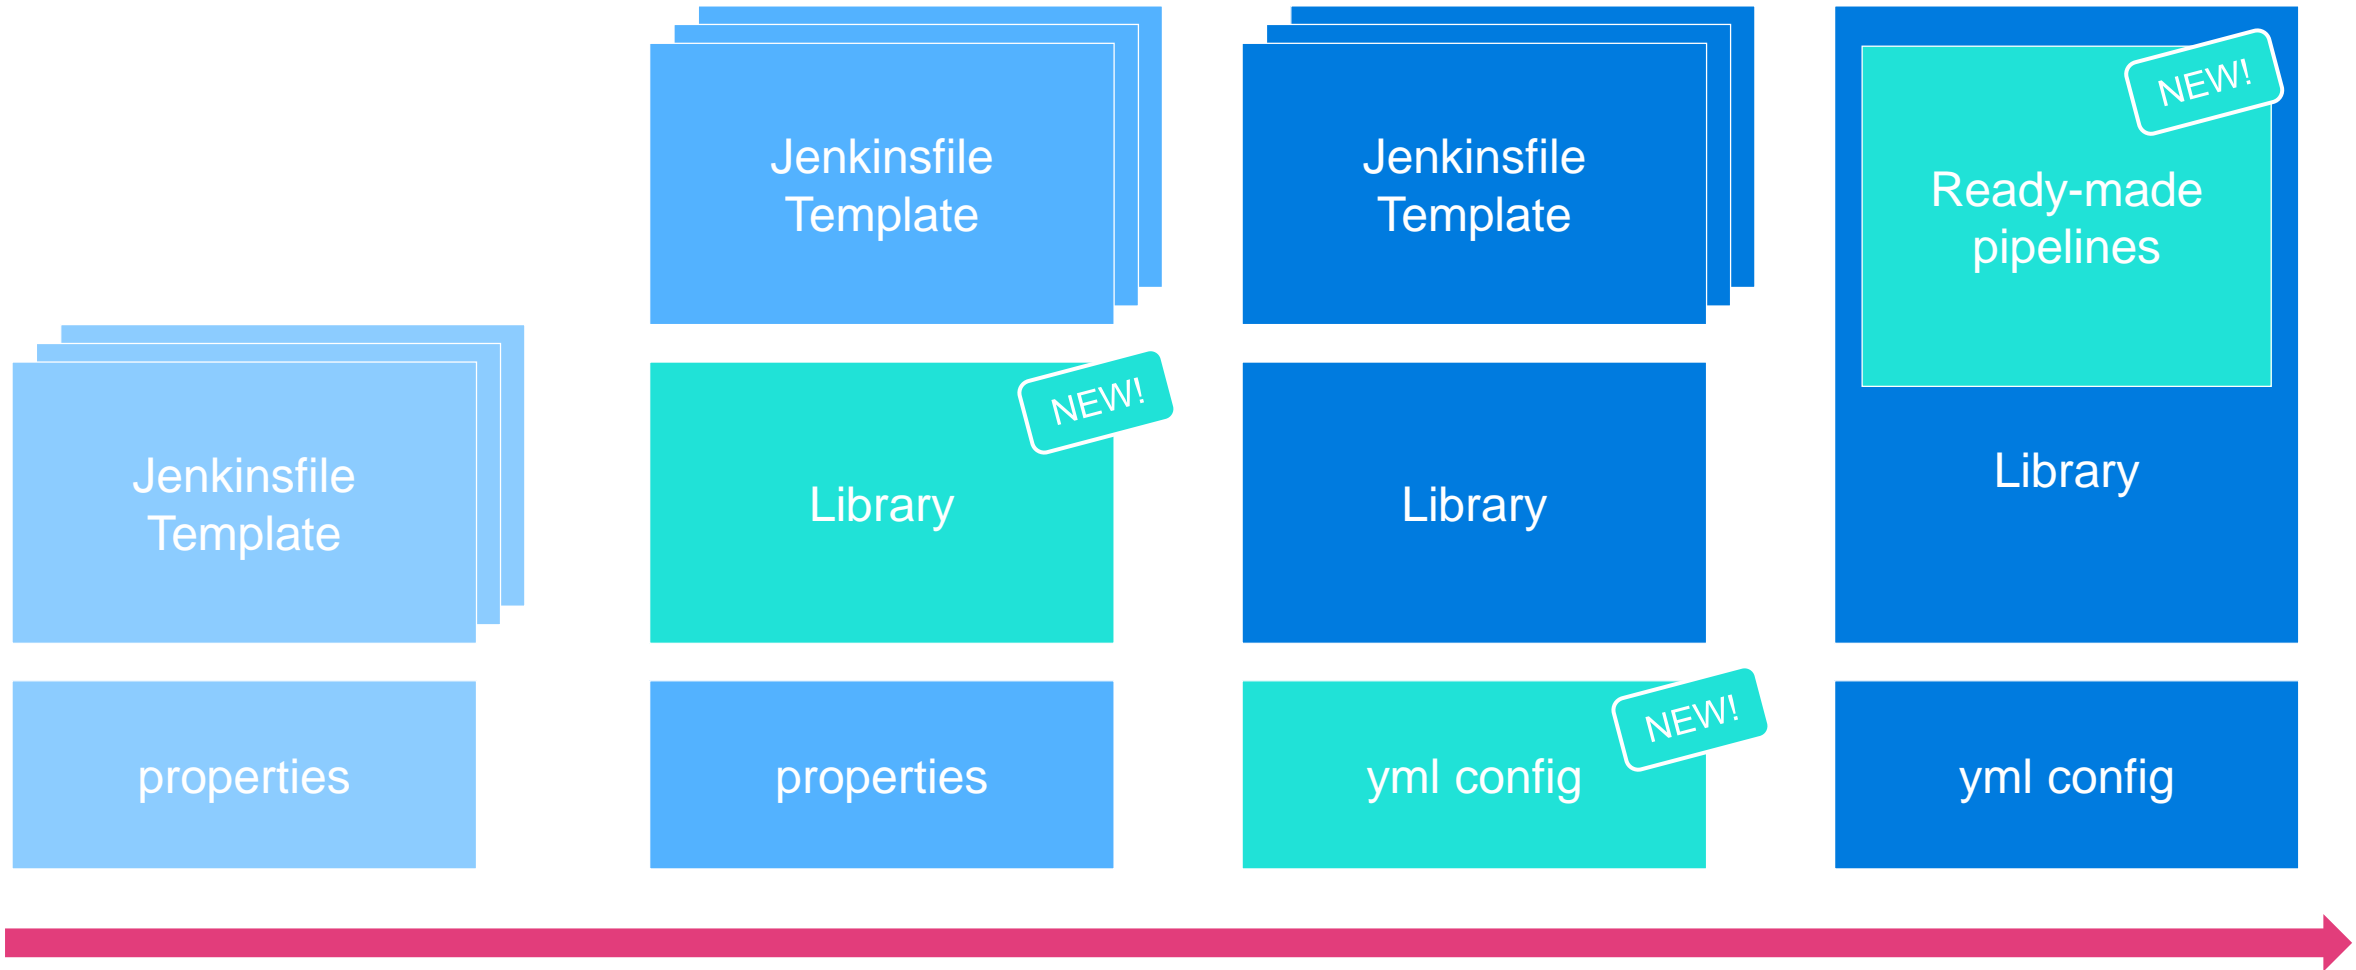 Jenkinsfile
Template
properties
Jenkinsfile
Template
NEW!
Library
properties
Jenkinsfile
Template
Library
NEW!
yml config
NEW!
Ready-made
pipelines
Library
yml config